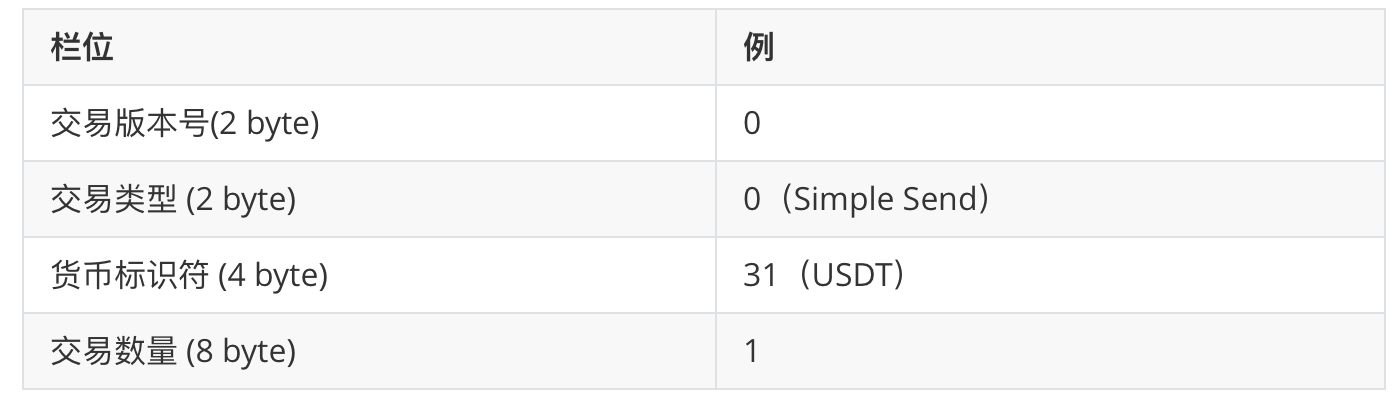 栏位 例
交易版本号(2 byte) 0
交易类型 (2 byte) 0（Simple Send）
货币标识符 (4 byte) 31（USDT）
交易数量 (8 byte) 1